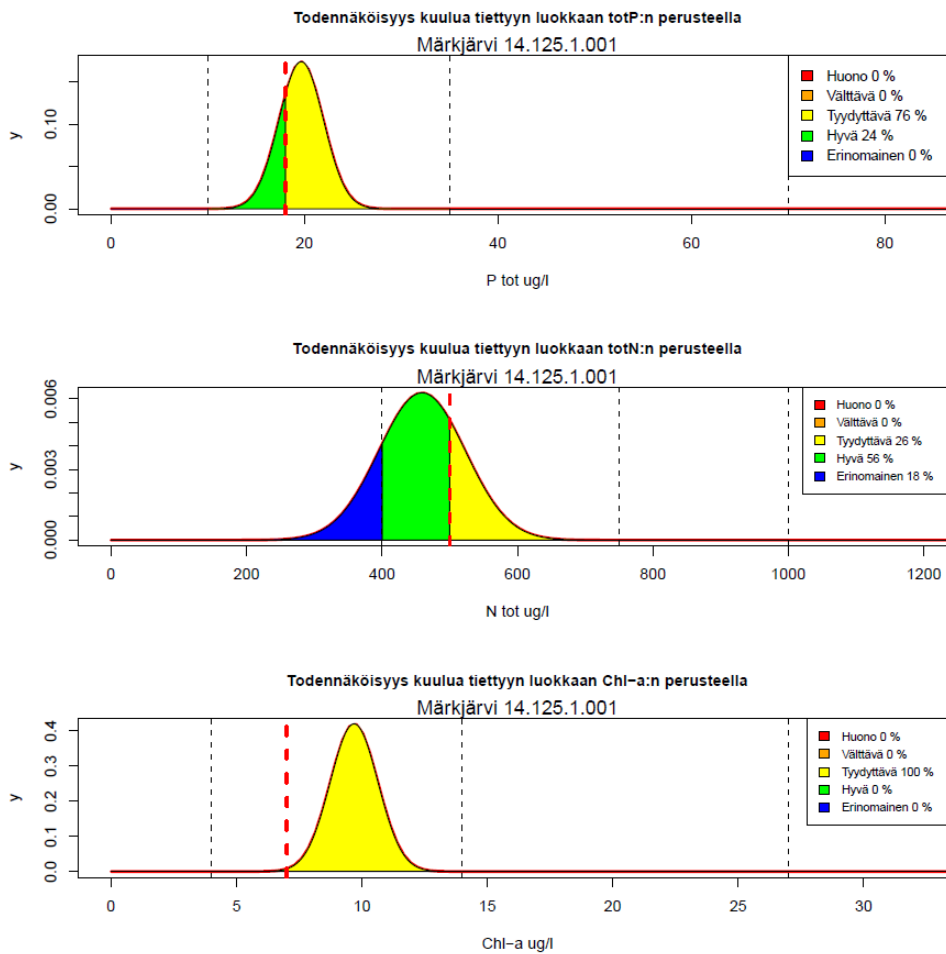 Todennäköisyys kuulua tiettyyn luokkaan totP:n perusteella
Märkjärvi 14.125.1.001
Huono 0 %
Välttävä 0 %
Tyydyttävä 76 %
Hyvä 24 %
Erinomainen 0 %
y
0.10
0.00
0 20 40 60 80
P tot ug/l
Todennäköisyys kuulua tiettyyn luokkaan totN:n perusteella
Märkjärvi 14.125.1.001
Huono 0 %
Välttävä 0 %
Tyydyttävä 26 %
Hyvä 56 %
Erinomainen 18 %
y
0.006
0.003
0.000
0 200 400 600 800 1000 1200
N tot ug/l
Todennäköisyys kuulua tiettyyn luokkaan Chl−a:n perusteella
Märkjärvi 14.125.1.001
Huono 0 %
Välttävä 0 %
Tyydyttävä 100 %
Hyvä 0 %
Erinomainen 0 %
y
0.4
0.3
0.2
0.1
0.0
0 5 10 15 20 25 30
Chl−a ug/l